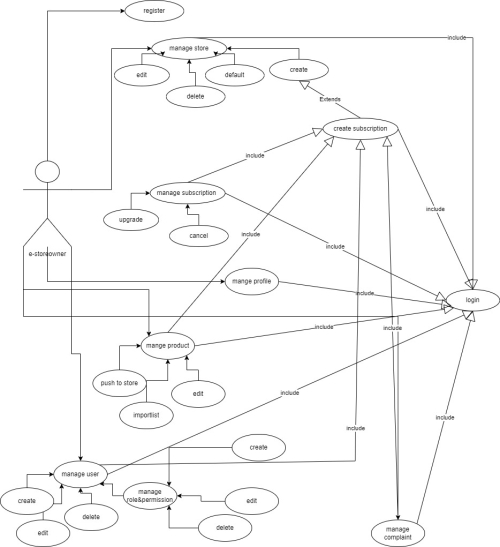 register
include
manage store
edit
default
create
delete
Extends
create subscription
include
manage subscription
upgrade
cancel
include
include
include
e-storeowner
mange profile
include
login
include
include
mange product
push to store
edit
importlist
include
include
include
create
manage user
manage
role&permission
create
edit
delete
edit
delete
manage
complaint